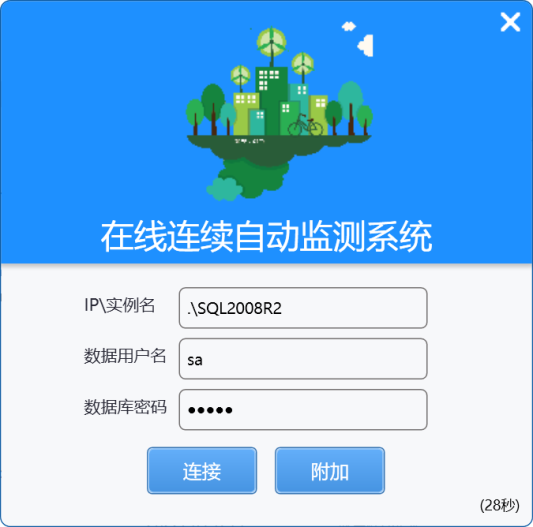 在线连续自动监测系统
IP\实例名 .\SQL2008R2
数据用户名 sa
数据库密码 •••••
连接 附加
(28秒)